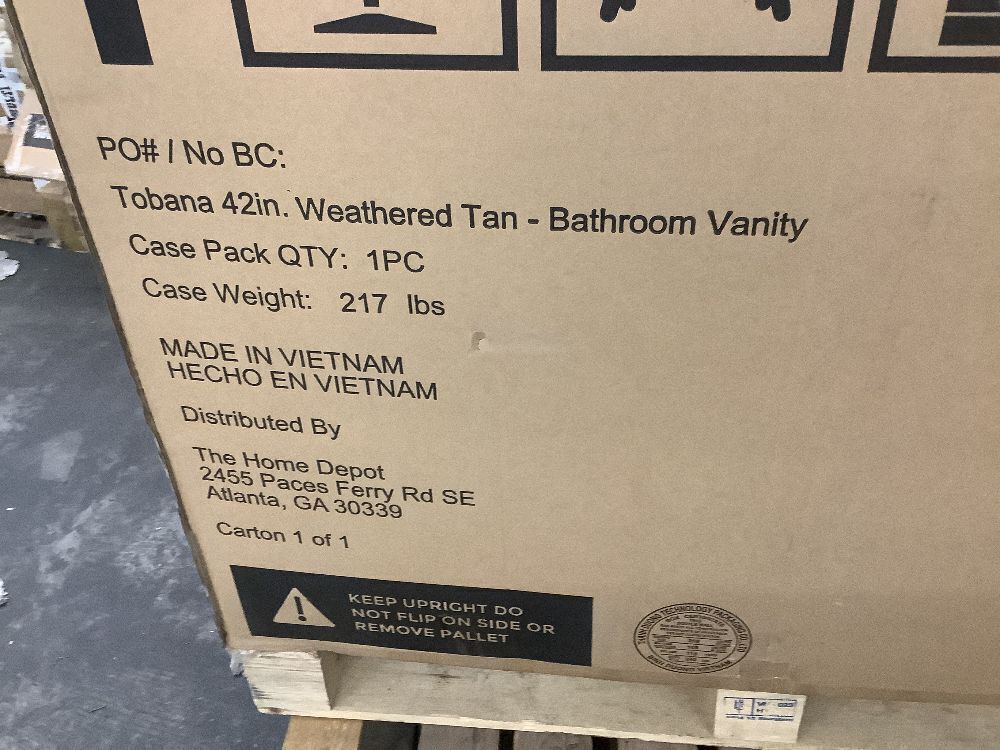 PO# / No BC:
Tobana 42in. Weathered Tan - Bathroom Vanity
Case Pack QTY: 1PC
Case Weight: 217 lbs
MADE IN VIETNAM
HECHO EN VIETNAM
Distributed By
The Home Depot
2455 Paces Ferry Rd SE
Atlanta, GA 30339
Carton 1 of 1
KEEP UPRIGHT DO
NOT FLIP ON SIDE OR
REMOVE PALLET